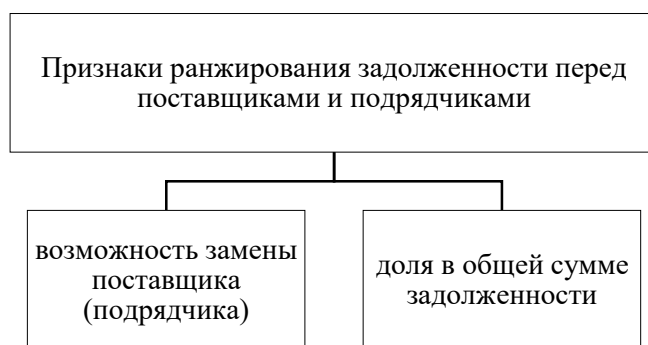 Признаки ранжирования задолженности перед
поставщиками и подрядчиками
возможность замены
поставщика
(подрядчика)
доля в общей сумме
задолженности